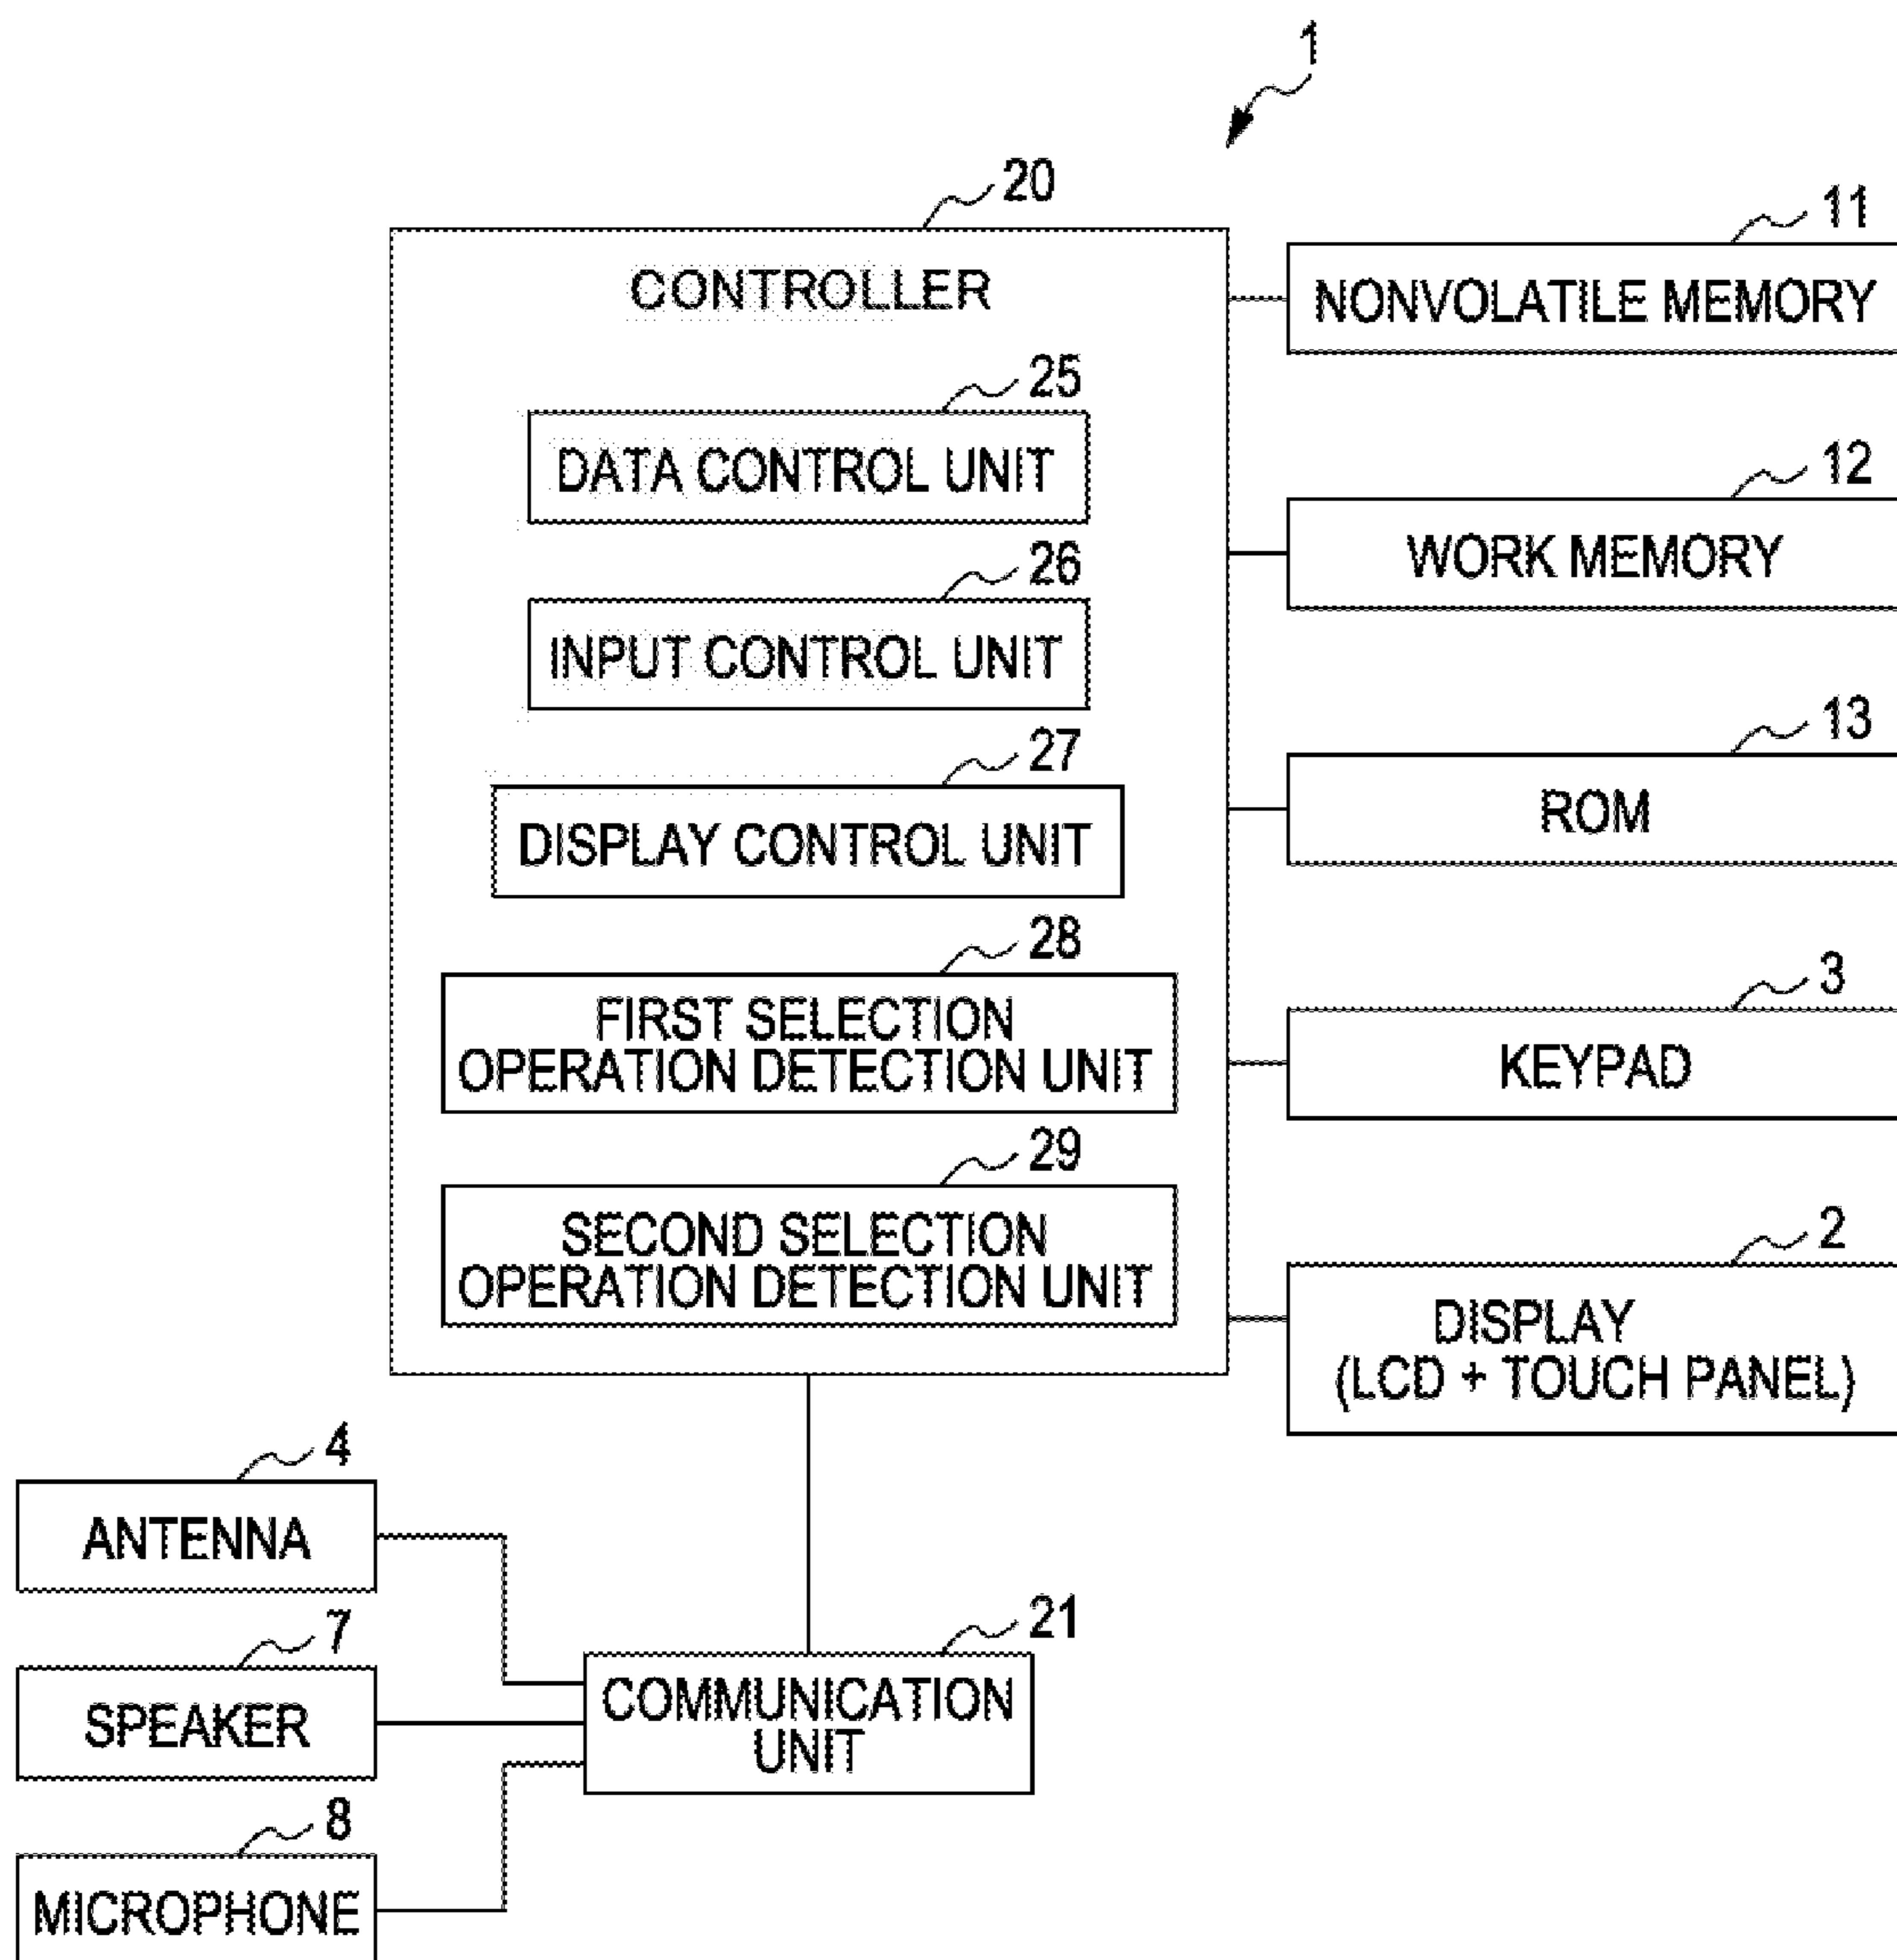 1
20
CONTROLLER
25
DATA CONTROL UNIT
26
INPUT CONTROL UNIT
27
DISPLAY CONTROL UNIT
28
FIRST SELECTION
OPERATION DETECTION UNIT
29
SECOND SELECTION
OPERATION DETECTION UNIT
11
NONVOLATILE MEMORY
12
WORK MEMORY
13
ROM
3
KEYPAD
2
DISPLAY
(LCD + TOUCH PANEL)
4
ANTENNA
7
SPEAKER
8
MICROPHONE
21
COMMUNICATION
UNIT